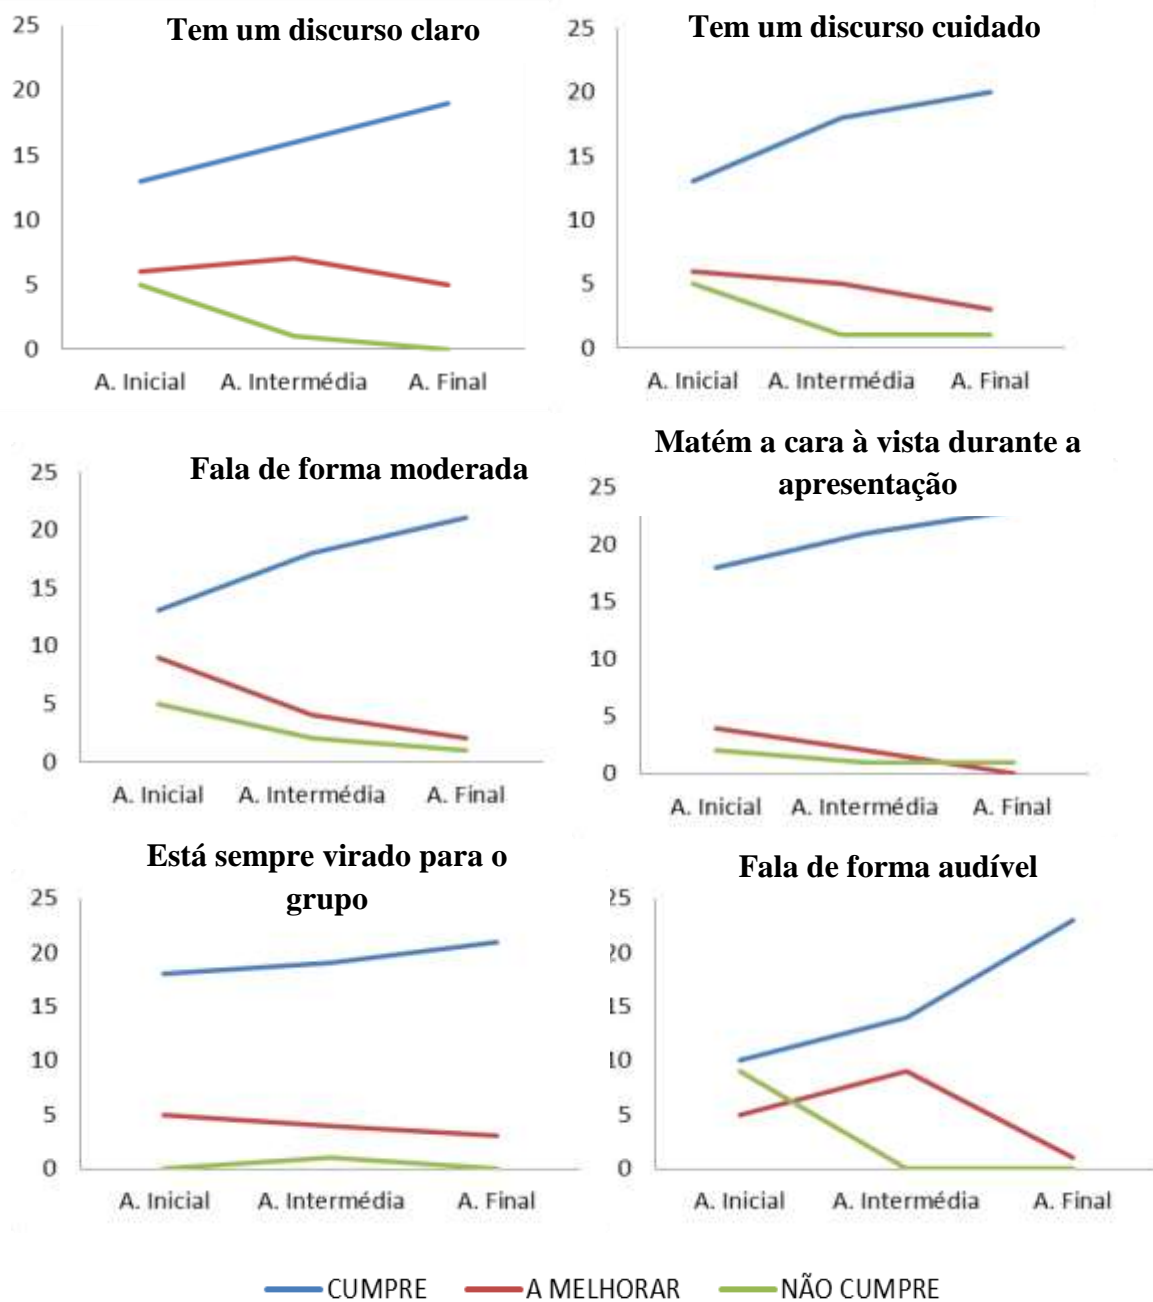 Tem um discurso claro
25
20
15
10
5
0
A. Inicial A. Intermédia A. Final
Tem um discurso cuidado
25
20
15
10
5
0
A. Inicial A. Intermédia A. Final
Fala de forma moderada
25
20
15
10
5
0
A. Inicial A. Intermédia A. Final
Matém a cara à vista durante a
apresentação
25
20
15
10
5
0
A. Inicial A. Intermédia A. Final
Está sempre virado para o
grupo
25
20
15
10
5
0
A. Inicial A. Intermédia A. Final
Fala de forma audível
25
20
15
10
5
0
A. Inicial A. Intermédia A. Final
CUMPRE A MELHORAR NÃO CUMPRE